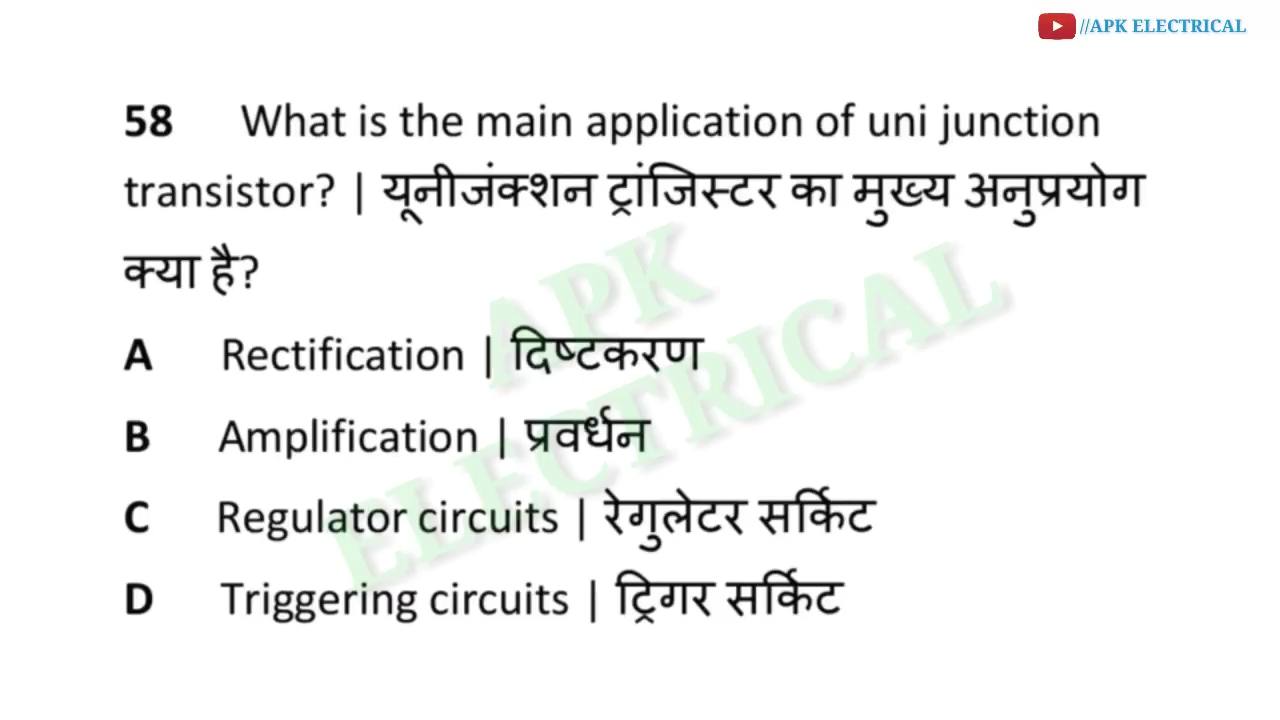 //APK ELECTRICAL
58 What is the main application of uni junction
transistor? | यूनीजंक्शन ट्रांजिस्टर का मुख्य अनुप्रयोग
क्या है?
A Rectification | दिष्टकरण
B Amplification | प्रवर्धन
C Regulator circuits | रेगुलेटर सर्किट
D Triggering circuits | ट्रिगर सर्किट
APK
ELECTRICAL